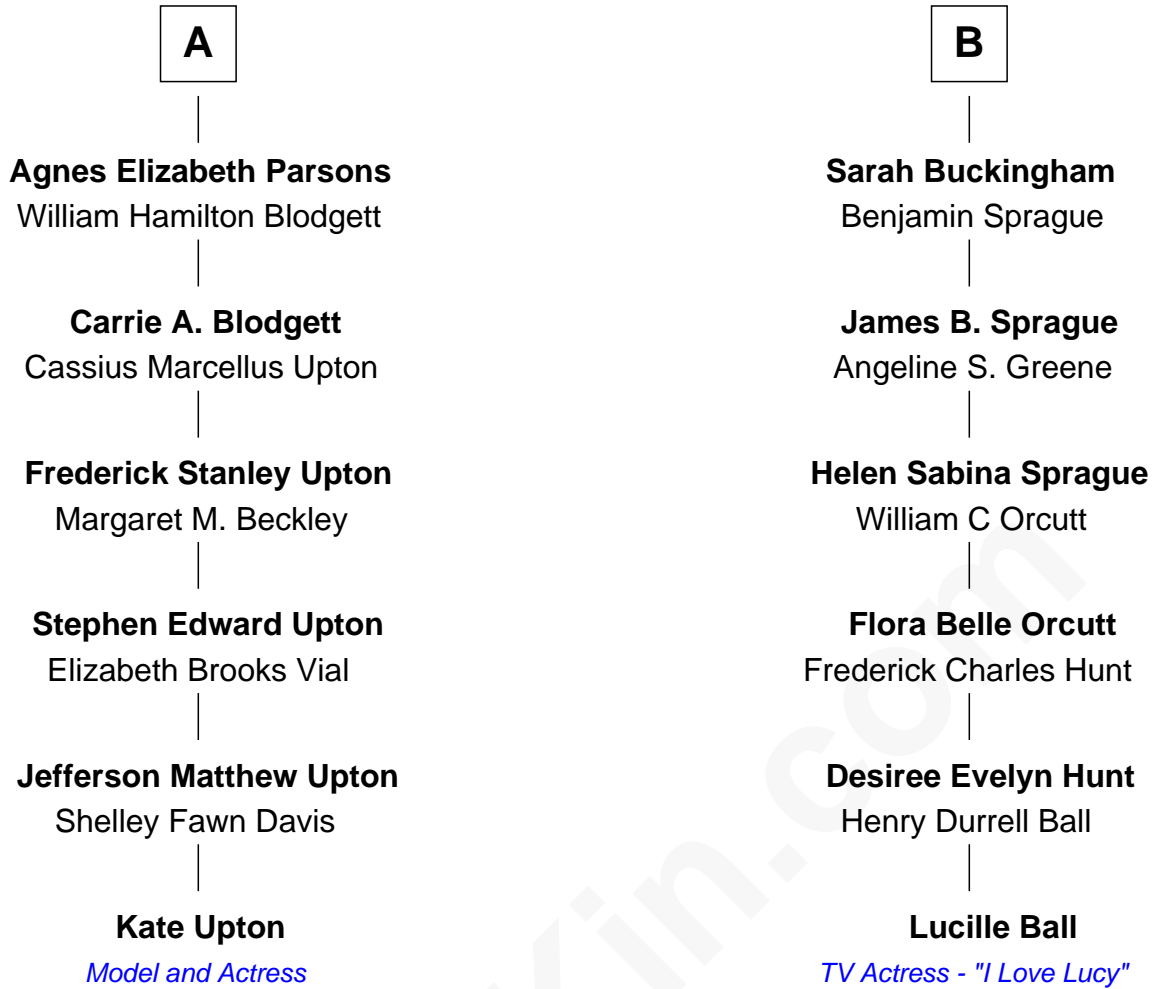 A
Agnes Elizabeth Parsons
William Hamilton Blodgett
Carrie A. Blodgett
Cassius Marcellus Upton
Frederick Stanley Upton
Margaret M. Beckley
Stephen Edward Upton
Elizabeth Brooks Vial
Jefferson Matthew Upton
Shelley Fawn Davis
Kate Upton
Model and Actress
B
Sarah Buckingham
Benjamin Sprague
James B. Sprague
Angeline S. Greene
Helen Sabina Sprague
William C Orcutt
Flora Belle Orcutt
Frederick Charles Hunt
Desiree Evelyn Hunt
Henry Durrell Ball
Lucille Ball
TV Actress - "I Love Lucy"